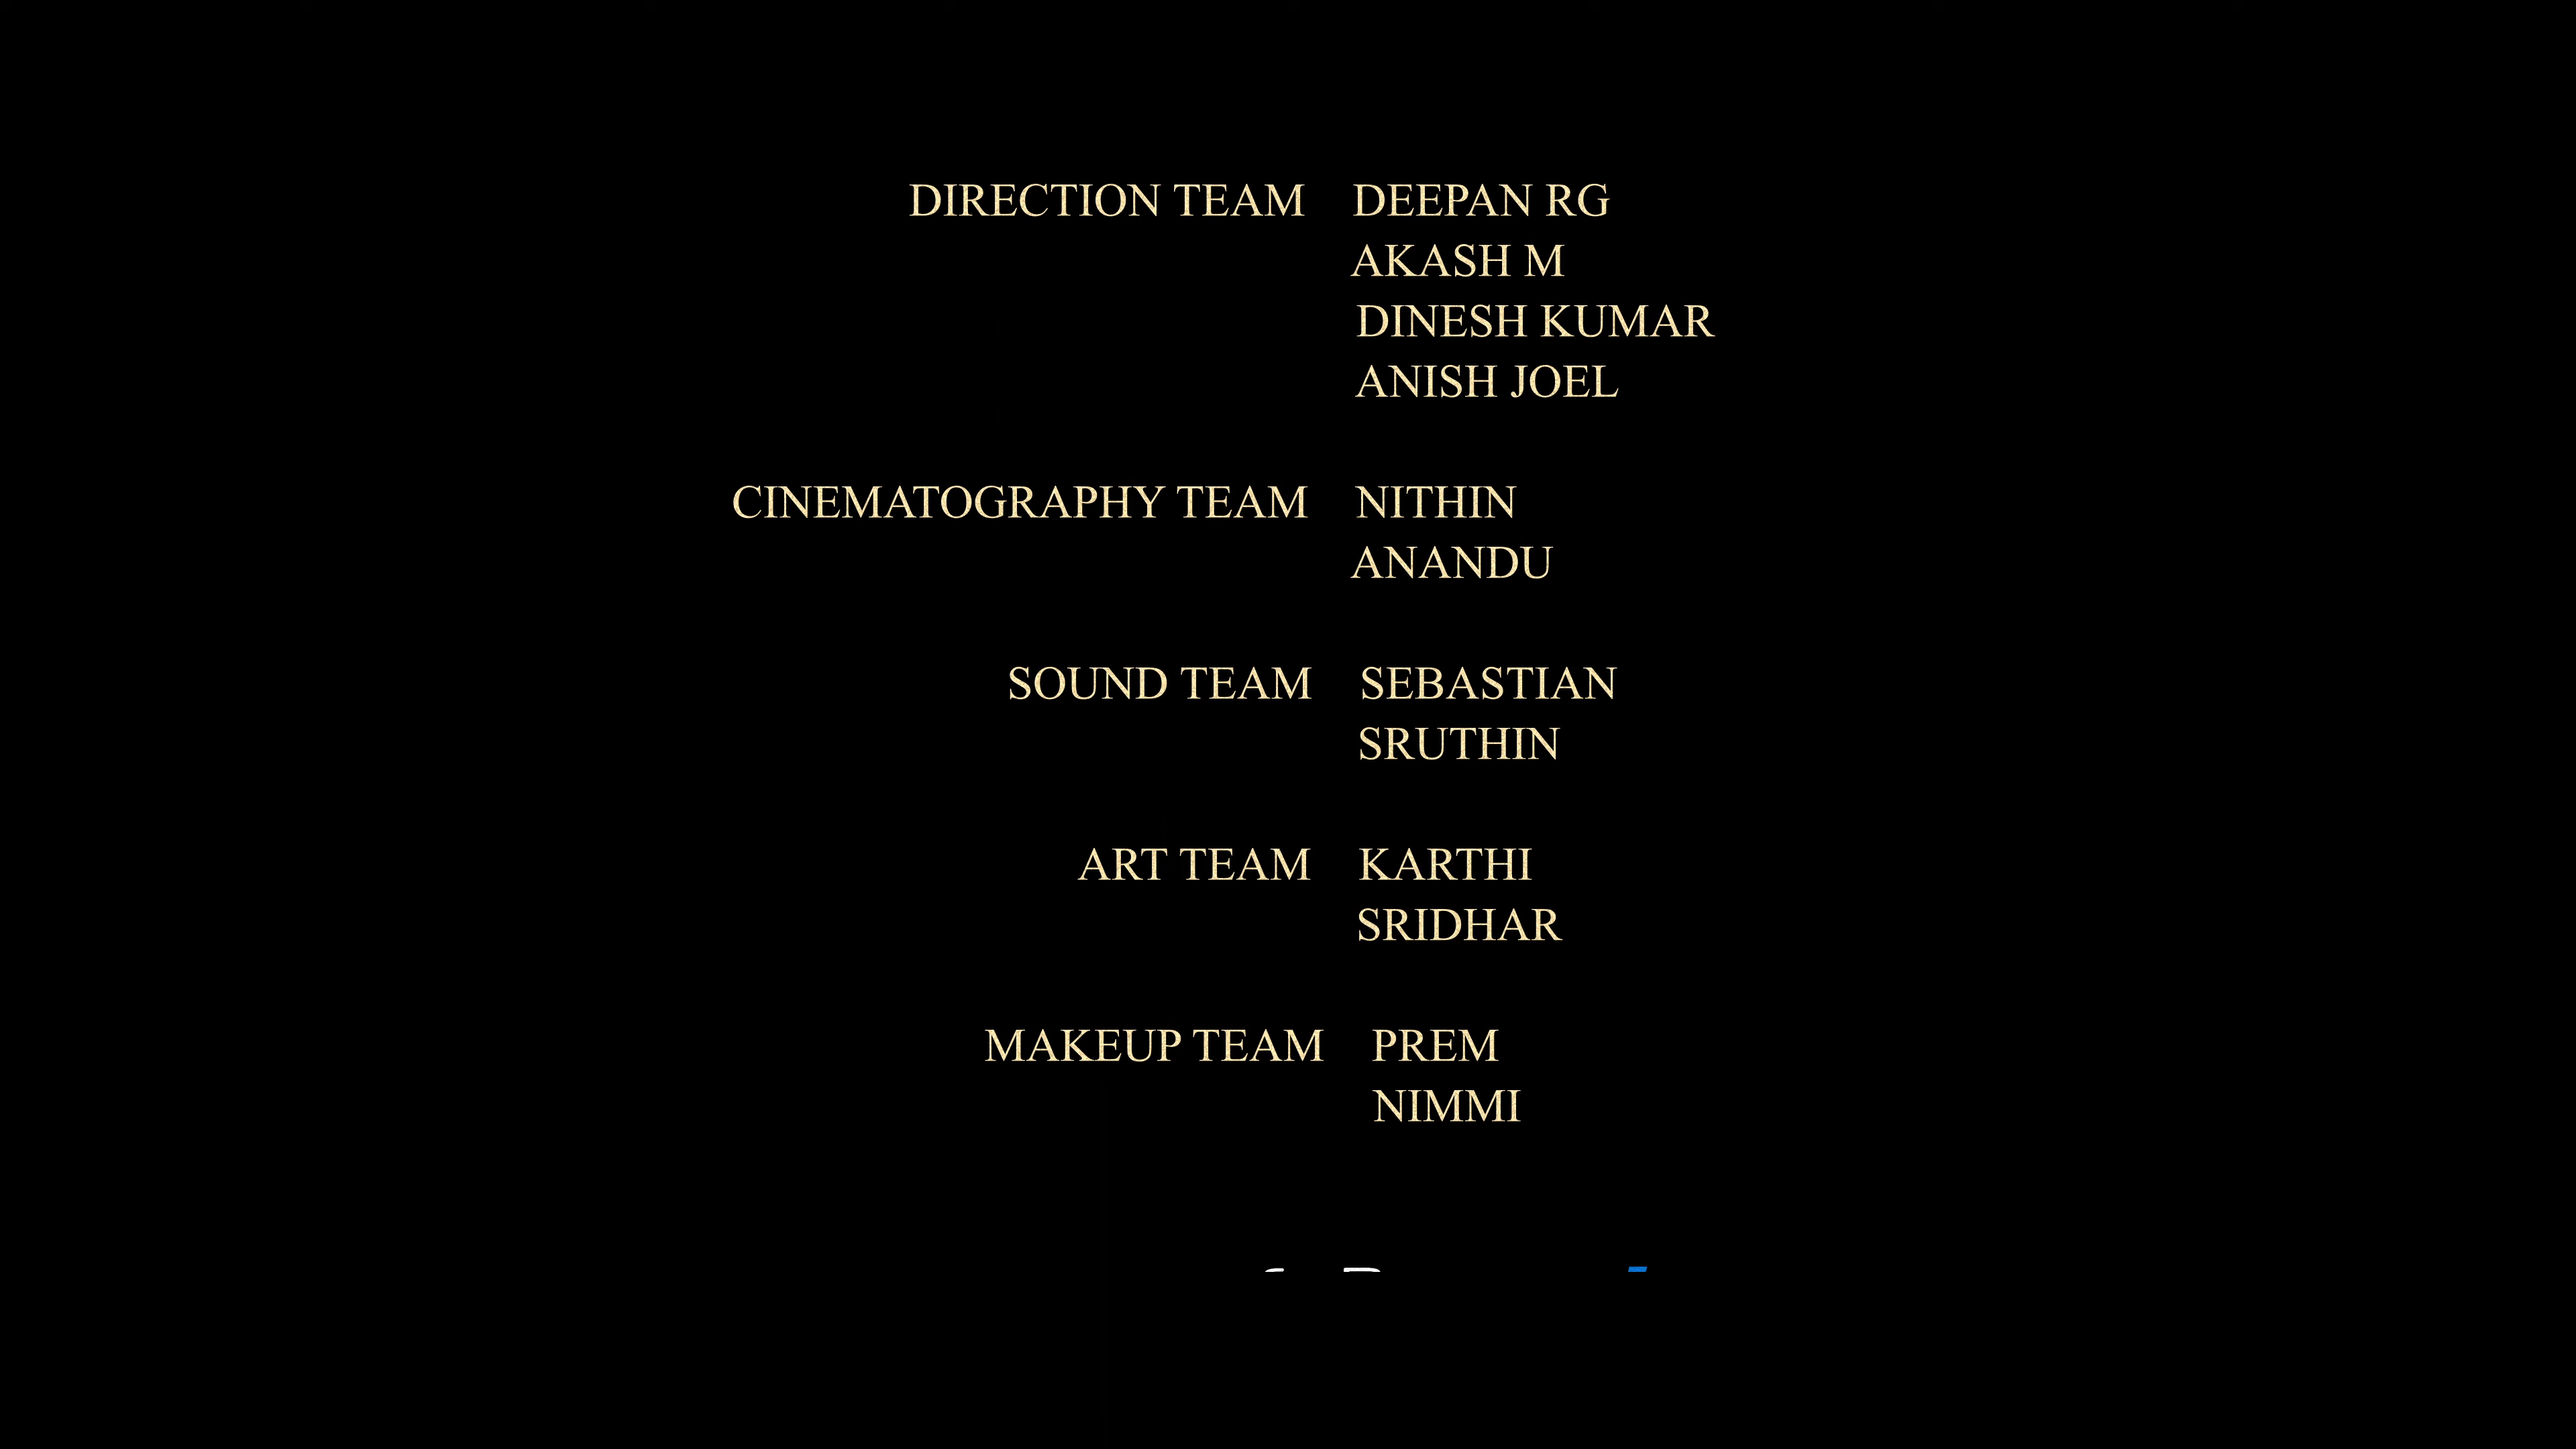 DIRECTION TEAM DEEPAN RG
AKASH M
DINESH KUMAR
ANISH JOEL
CINEMATOGRAPHY TEAM NITHIN
ANANDU
SOUND TEAM SEBASTIAN
SRUTHIN
ART TEAM KARTHI
SRIDHAR
MAKEUP TEAM PREM
NIMMI